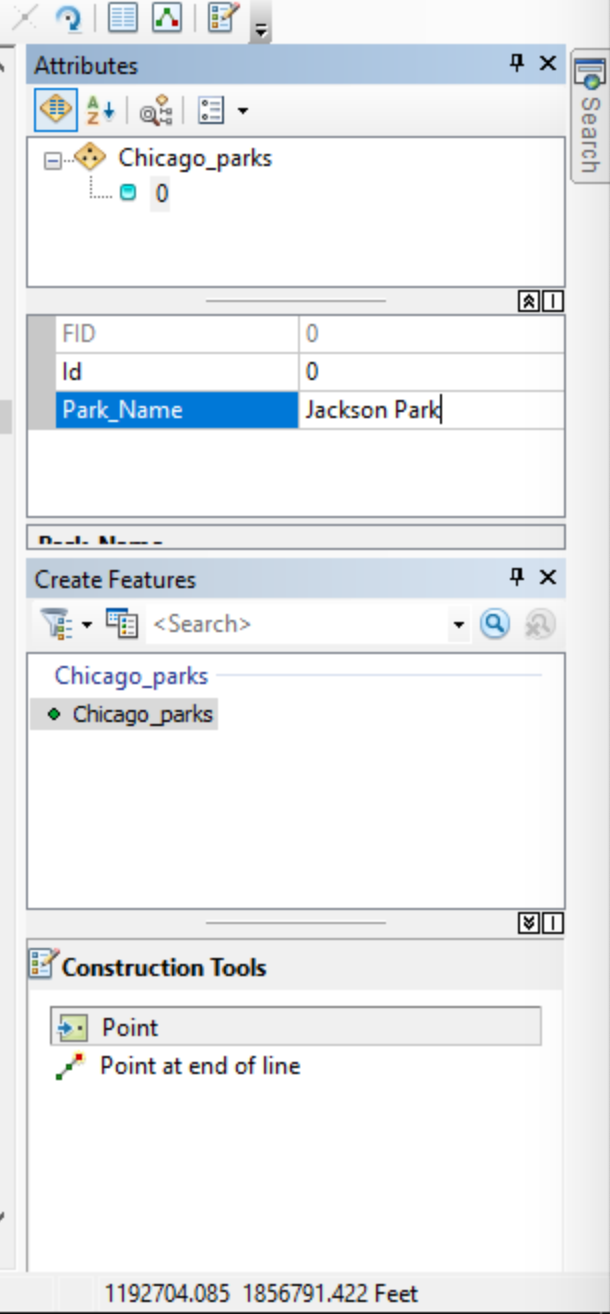 Attributes
Search
Chicago_parks
0
FID 0
Id 0
Park_Name Jackson Park
Park_Name
Create Features
<Search>
Chicago_parks
Chicago_parks
Construction Tools
Point
Point at end of line
1192704.085 1856791.422 Feet